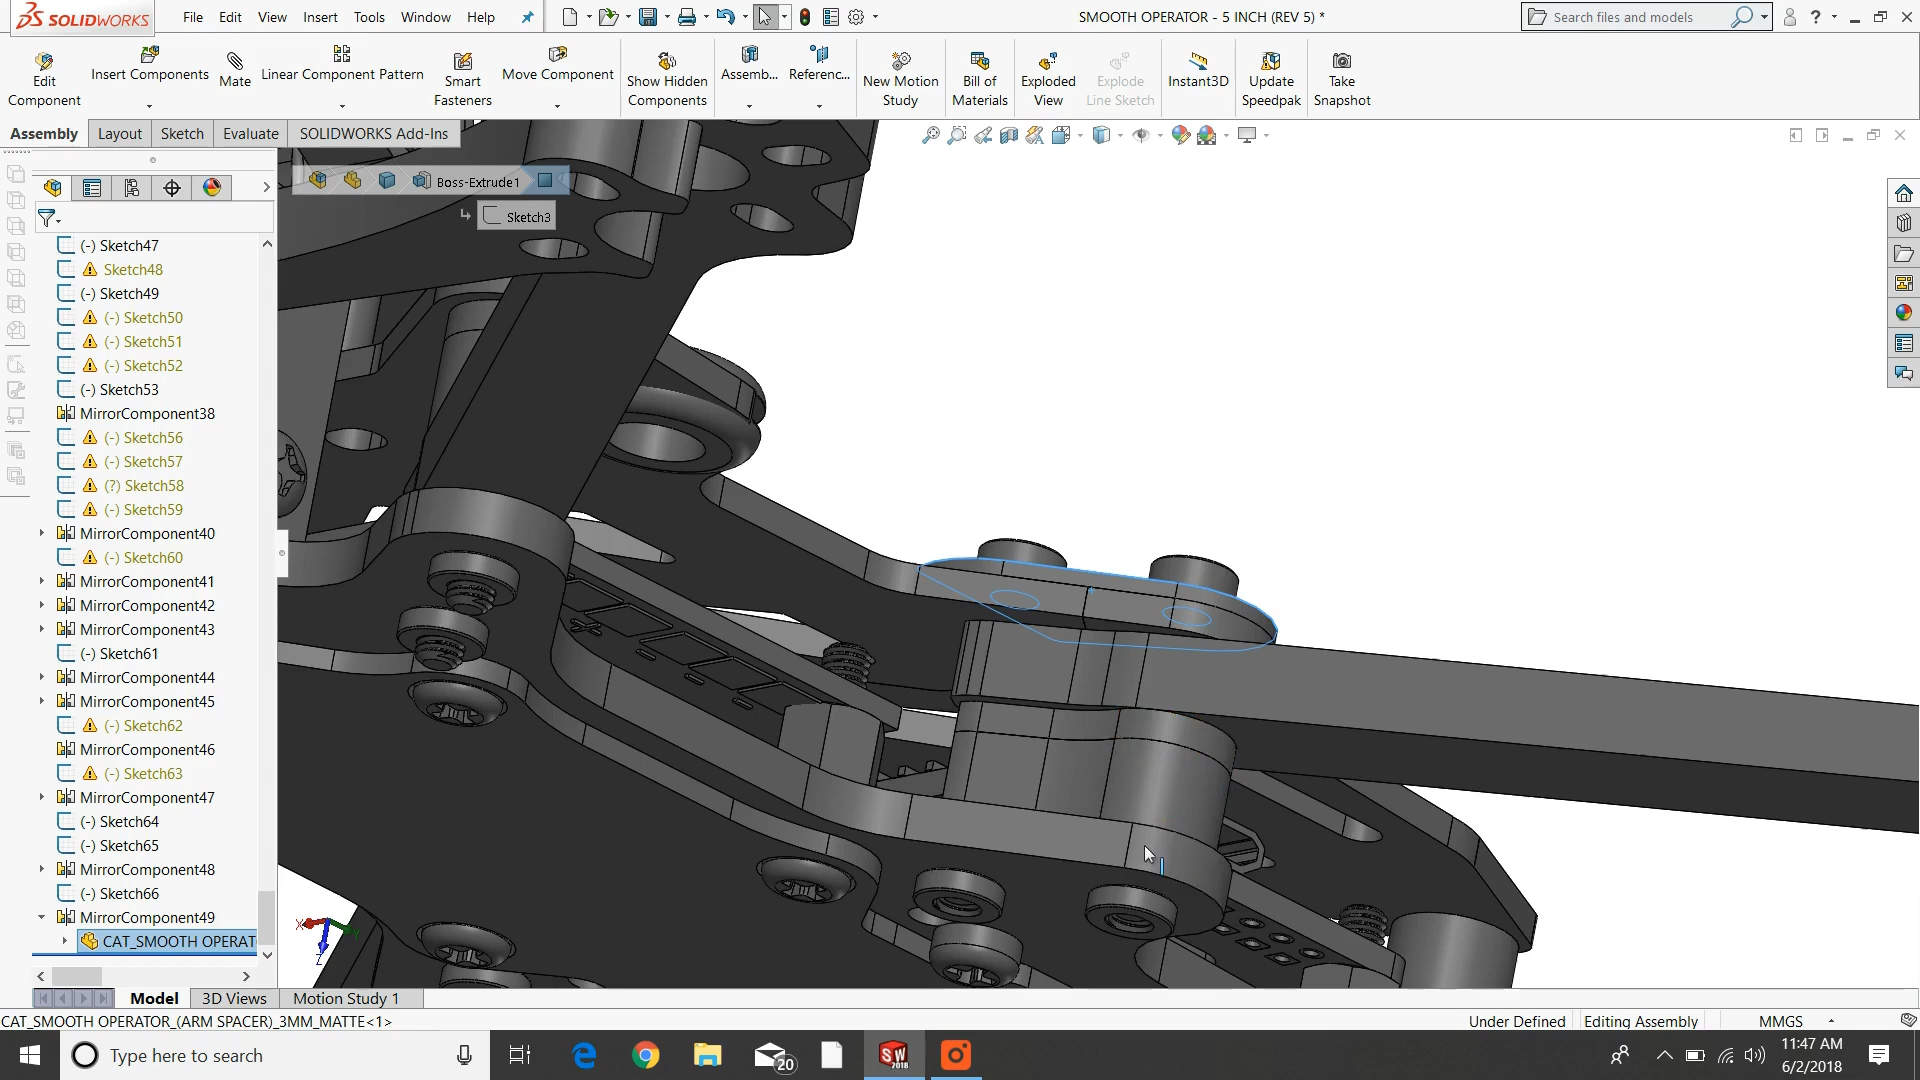 SOLIDWORKS
File Edit View Insert Tools Window Help
SMOOTH OPERATOR - 5 INCH (REV 5) *
Search files and models
?
Edit Component
Insert Components
Mate
Linear Component Pattern
Smart Fasteners
Move Component
Show Hidden Components
Assemb...
Referenc...
New Motion Study
Bill of Materials
Exploded View
Explode Line Sketch
Instant3D
Update Speedpak
Take Snapshot
Assembly Layout Sketch Evaluate SOLIDWORKS Add-Ins
Boss-Extrude1
Sketch3
(-) Sketch47
Sketch48
(-) Sketch49
(-) Sketch50
(-) Sketch51
(-) Sketch52
(-) Sketch53
MirrorComponent38
(-) Sketch56
(-) Sketch57
(?) Sketch58
(-) Sketch59
MirrorComponent40
(-) Sketch60
MirrorComponent41
MirrorComponent42
MirrorComponent43
(-) Sketch61
MirrorComponent44
MirrorComponent45
(-) Sketch62
MirrorComponent46
(-) Sketch63
MirrorComponent47
(-) Sketch64
(-) Sketch65
MirrorComponent48
(-) Sketch66
MirrorComponent49
CAT_SMOOTH OPERAT
X
Y
Z
Model 3D Views Motion Study 1
CAT_SMOOTH OPERATOR_(ARM SPACER)_3MM_MATTE<1>
Under Defined Editing Assembly MMGS
Type here to search
20
SW
2018
11:47 AM
6/2/2018